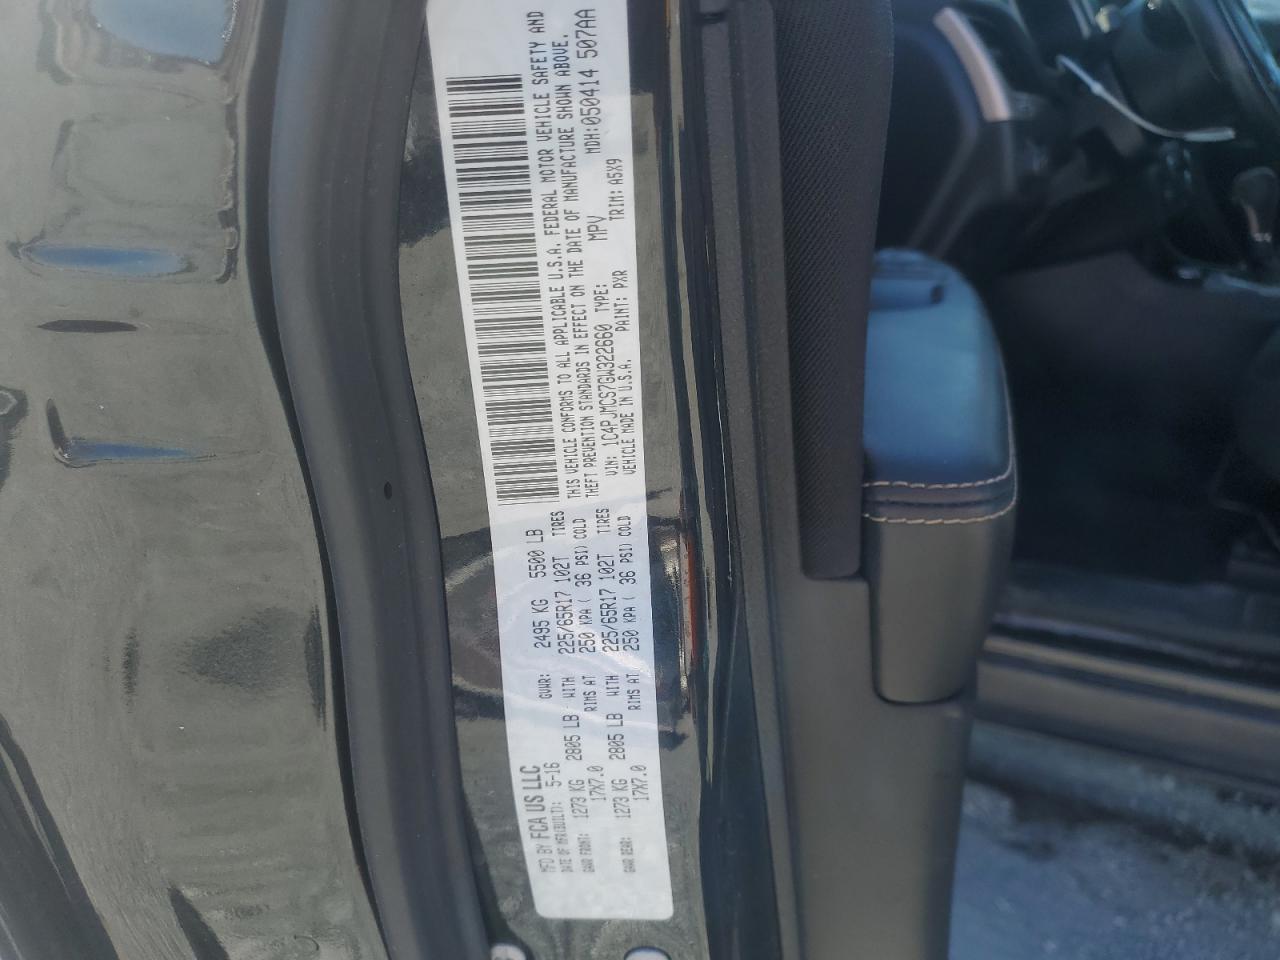 MFD BY FCA US LLC
DATE OF MFR(BUILT): 5-16 GVWR: 2495 KG 5500 LB
GAWR FRONT: 1273 KG 2805 LB WITH 225/65R17 102T TIRES
17X7.0 RIMS AT 250 KPA ( 36 PSI) COLD
GAWR REAR: 1273 KG 2805 LB WITH 225/65R17 102T TIRES
17X7.0 RIMS AT 250 KPA ( 36 PSI) COLD
THIS VEHICLE CONFORMS TO ALL APPLICABLE U.S.A. FEDERAL MOTOR VEHICLE SAFETY AND
THEFT PREVENTION STANDARDS IN EFFECT ON THE DATE OF MANUFACTURE SHOWN ABOVE.
VIN: 1C4PJMCS7GW322660 TYPE: MPV MDH:050414 507AA
VEHICLE MADE IN U.S.A. PAINT: PXR TRIM: A5X9